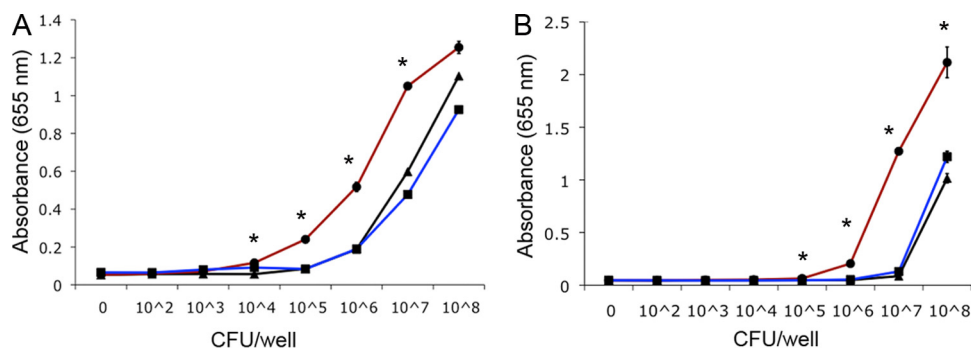 A
Absorbance (655 nm)
1.4
1.2
1
0.8
0.6
0.4
0.2
0
* * * *
0 10^2 10^3 10^4 10^5 10^6 10^7 10^8
CFU/well
B
Absorbance (655 nm)
2.5
2
1.5
1
0.5
0
* * * *
0 10^2 10^3 10^4 10^5 10^6 10^7 10^8
CFU/well